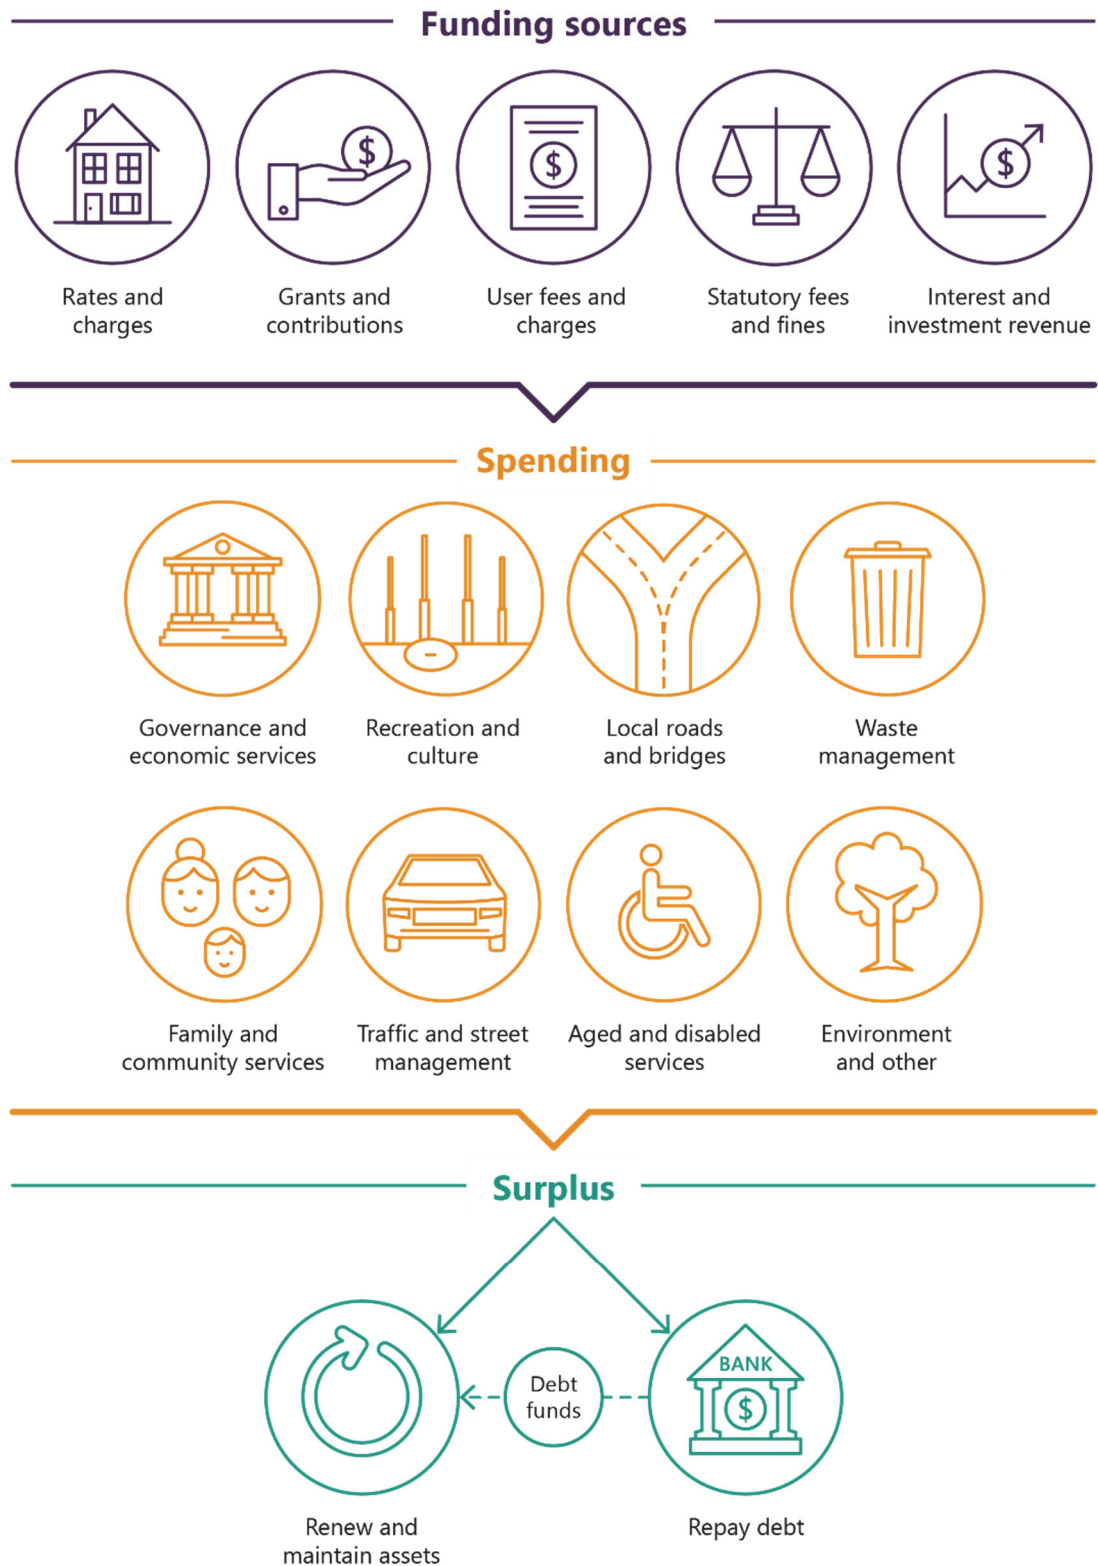 Funding sources
$
$
$
Rates and
charges
Grants and
contributions
User fees and
charges
Statutory fees
and fines
Interest and
investment revenue
Spending
Governance and
economic services
Recreation and
culture
Local roads
and bridges
Waste
management
Family and
community services
Traffic and street
management
Aged and disabled
services
Environment
and other
Surplus
Debt
funds
BANK
$
Renew and
maintain assets
Repay debt